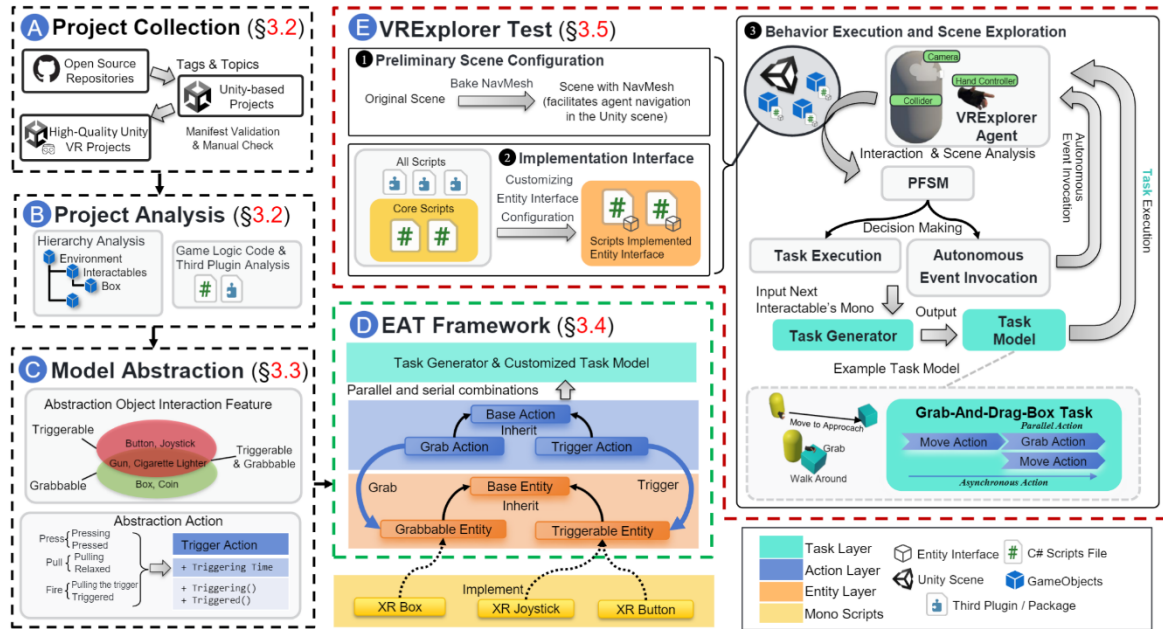 A Project Collection (§3.2)
Open Source
Repositories
Tags & Topics
Unity-based
Projects
High-Quality Unity
VR Projects
Manifest Validation
& Manual Check
B Project Analysis (§3.2)
Hierarchy Analysis
Environment
Interactables
Box
Game Logic Code &
Third Plugin Analysis
#
C Model Abstraction (§3.3)
Abstraction Object Interaction Feature
Triggerable
Button, Joystick
Gun, Cigarette Lighter
Triggerable
& Grabbable
Grabbable
Box, Coin
Abstraction Action
Press
Pressing
Pressed
Pull
Pulling
Relaxed
Fire
Pulling the trigger
Triggered
Trigger Action
+ Triggering Time
+ Triggering()
+ Triggered()
E VRExplorer Test (§3.5)
1 Preliminary Scene Configuration
Original Scene
Bake NavMesh
Scene with NavMesh
(facilitates agent navigation
in the Unity scene)
All Scripts
Core Scripts
# #
2 Implementation Interface
Customizing
Entity Interface
Configuration
# #
Scripts Implemented
Entity Interface
D EAT Framework (§3.4)
Task Generator & Customized Task Model
Parallel and serial combinations
Base Action
Inherit
Grab Action
Trigger Action
Grab
Base Entity
Trigger
Inherit
Grabbable Entity
Triggerable Entity
Implement
XR Box
XR Joystick
XR Button
3 Behavior Execution and Scene Exploration
Camera
Hand Controller
Collider
VRExplorer
Agent
Interaction & Scene Analysis
PFSM
Decision Making
Task Execution
Autonomous
Event Invocation
Autonomous
Event Invocation
Task Execution
Input Next
Interactable's Mono
Task Generator
Output
Task
Model
Example Task Model
Move to Approach
Grab
Walk Around
Grab-And-Drag-Box Task
Parallel Action
Move Action
Grab Action
Move Action
Asynchronous Action
Task Layer
Action Layer
Entity Layer
Mono Scripts
Entity Interface
# C# Scripts File
Unity Scene
GameObjects
Third Plugin / Package